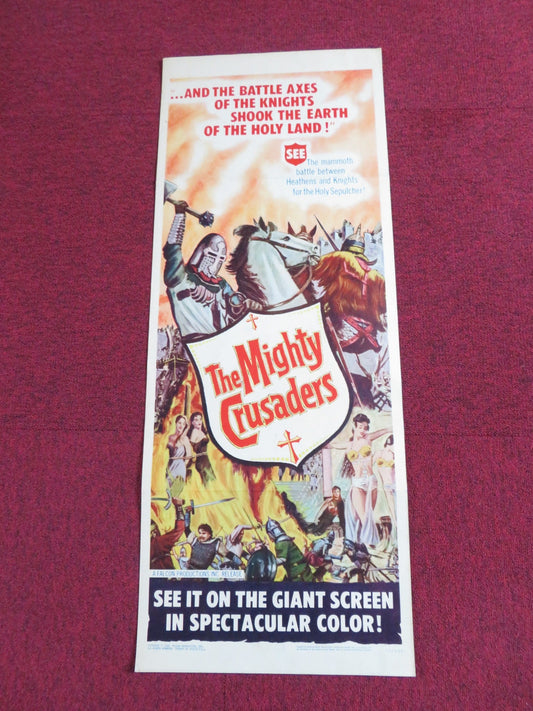 "...AND THE BATTLE AXES
OF THE KNIGHTS
SHOOK THE EARTH
OF THE HOLY LAND!"
SEE
The mammoth
battle between
Heathens and Knights
for the Holy Sepulcher!
The Mighty
Crusaders
A FALCON PRODUCTIONS INC. RELEASE
SEE IT ON THE GIANT SCREEN
IN SPECTACULAR COLOR!